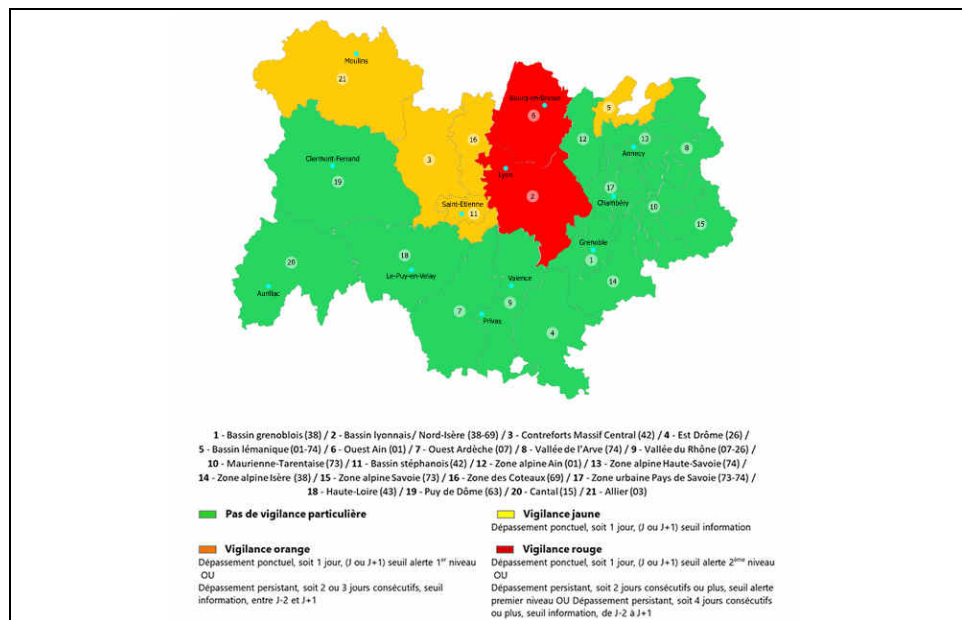 Moulins
21
Bourg-en-Bresse
6
5
16
12
13
Annecy
8
3
Clermont-Ferrand
19
Lyon
2
17
Chambéry
10
Saint-Etienne
11
15
Grenoble
1
18
Le-Puy-en-Velay
20
Aurillac
Valence
14
9
7
Privas
4
1 - Bassin grenoblois (38) / 2 - Bassin lyonnais/ Nord-Isère (38-69) / 3 - Contreforts Massif Central (42) / 4 - Est Drôme (26) /
5 - Bassin lémanique (01-74) / 6 - Ouest Ain (01) / 7 - Ouest Ardèche (07) / 8 - Vallée de l'Arve (74) / 9 - Vallée du Rhône (07-26) /
10 - Maurienne-Tarentaise (73) / 11 - Bassin stéphanois (42) / 12 - Zone alpine Ain (01) / 13 - Zone alpine Haute-Savoie (74) /
14 - Zone alpine Isère (38) / 15 - Zone alpine Savoie (73) / 16 - Zone des Coteaux (69) / 17 - Zone urbaine Pays de Savoie (73-74) /
18 - Haute-Loire (43) / 19 - Puy de Dôme (63) / 20 - Cantal (15) / 21 - Allier (03)
Pas de vigilance particulière
Vigilance jaune
Dépassement ponctuel, soit 1 jour, (J ou J+1) seuil information
Vigilance orange
Dépassement ponctuel, soit 1 jour, (J ou J+1) seuil alerte 1er niveau
OU
Dépassement persistant, soit 2 ou 3 jours consécutifs, seuil
information, entre J-2 et J+1
Vigilance rouge
Dépassement ponctuel, soit 1 jour, (J ou J+1) seuil alerte 2ème niveau
OU
Dépassement persistant, soit 2 jours consécutifs ou plus, seuil alerte
premier niveau OU Dépassement persistant, soit 4 jours consécutifs
ou plus, seuil information, de J-2 à J+1